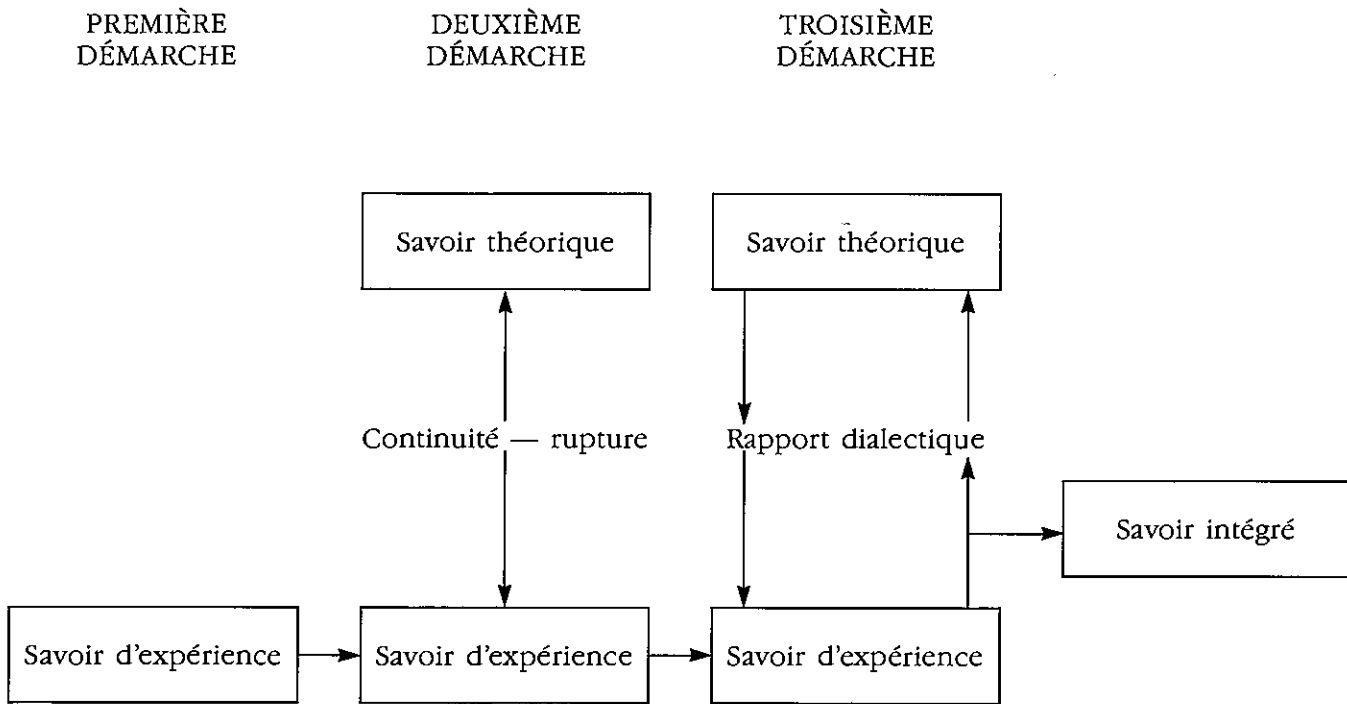 PREMIÈRE
DÉMARCHE
DEUXIÈME
DÉMARCHE
TROISIÈME
DÉMARCHE
Savoir théorique
Savoir théorique
Continuité — rupture
Rapport dialectique
Savoir intégré
Savoir d'expérience
Savoir d'expérience
Savoir d'expérience